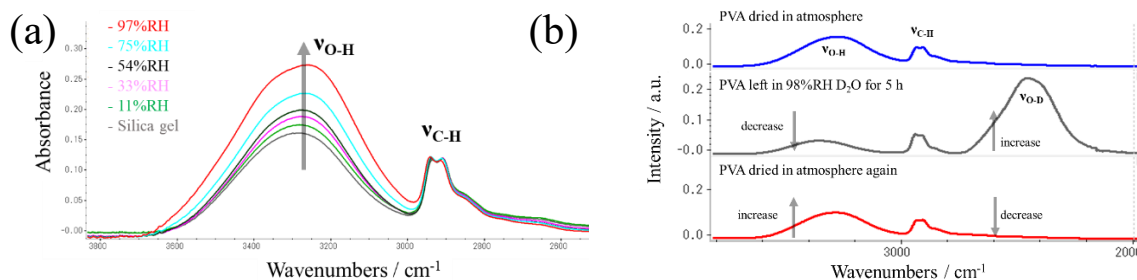 (a)
- 97%RH
- 75%RH
- 54%RH
- 33%RH
- 11%RH
- Silica gel
νO-H
νC-H
Absorbance
0.30
0.25
0.20
0.15
0.10
0.05
-0.00
3800
3600
3400
3200
3000
2800
2600
Wavenumbers / cm-1
(b)
PVA dried in atmosphere
νO-H
νC-H
0.2
0.0
PVA left in 98%RH D2O for 5 h
νO-D
decrease
increase
0.2
-0.0
PVA dried in atmosphere again
increase
decrease
0.2
0.0
Intensity / a.u.
3000
2000
Wavenumbers / cm-1